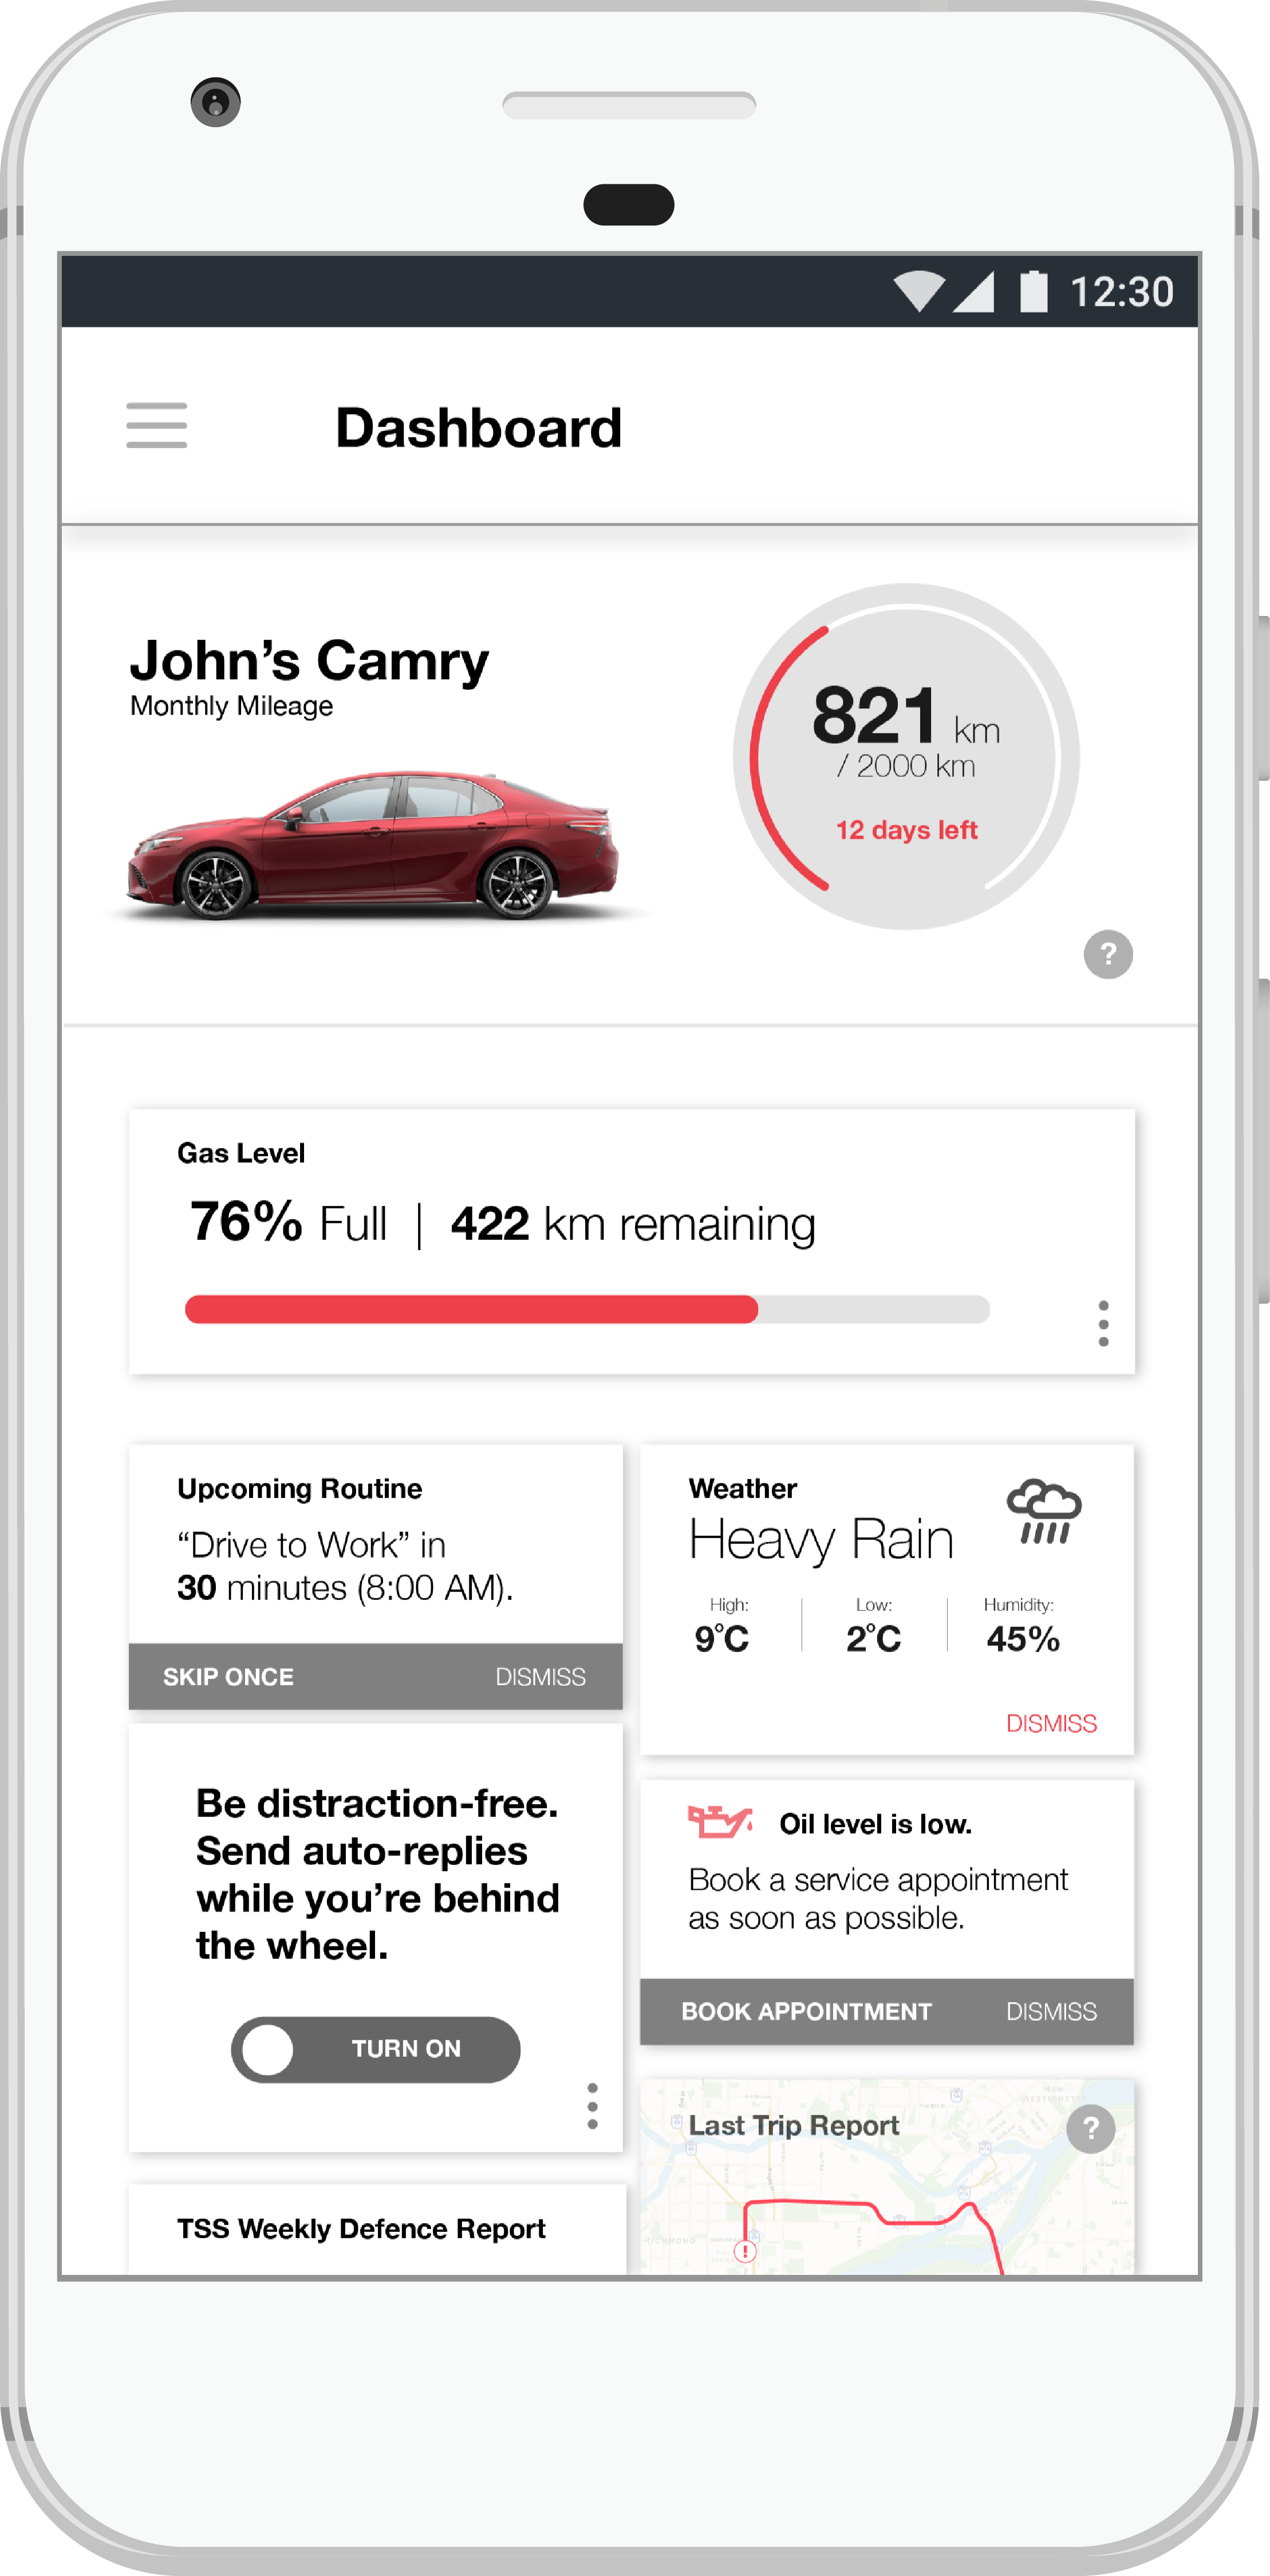 12:30
Dashboard
John’s Camry
Monthly Mileage
821 km
/ 2000 km
12 days left
?
Gas Level
76% Full | 422 km remaining
Upcoming Routine
“Drive to Work” in
30 minutes (8:00 AM).
SKIP ONCE DISMISS
Weather
Heavy Rain
High: Low: Humidity:
9°C 2°C 45%
DISMISS
Be distraction-free.
Send auto-replies
while you’re behind
the wheel.
TURN ON
Oil level is low.
Book a service appointment
as soon as possible.
BOOK APPOINTMENT DISMISS
TSS Weekly Defence Report
Last Trip Report
?
NEW
WESTMINSTER
RICHMOND
!